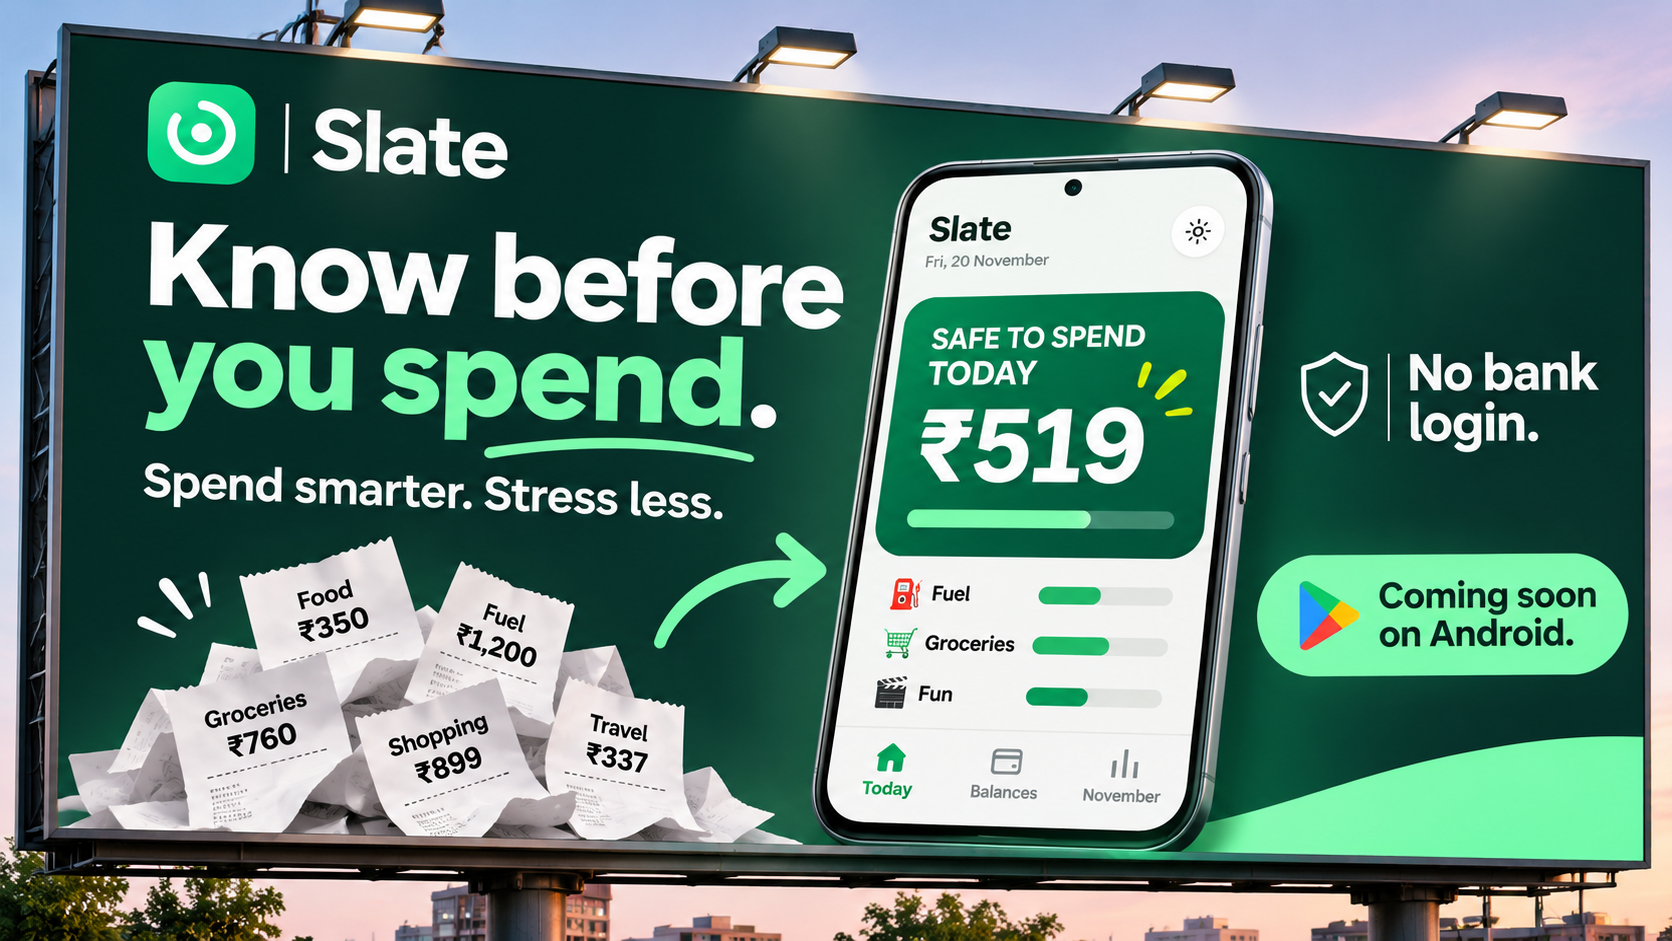 Slate
Know before
you spend.
Spend smarter. Stress less.
Food
₹350
Fuel
₹1,200
Groceries
₹760
Shopping
₹899
Travel
₹337
Slate
Fri, 20 November
SAFE TO SPEND
TODAY
₹519
Fuel
Groceries
Fun
Today
Balances
November
No bank
login.
Coming soon
on Android.